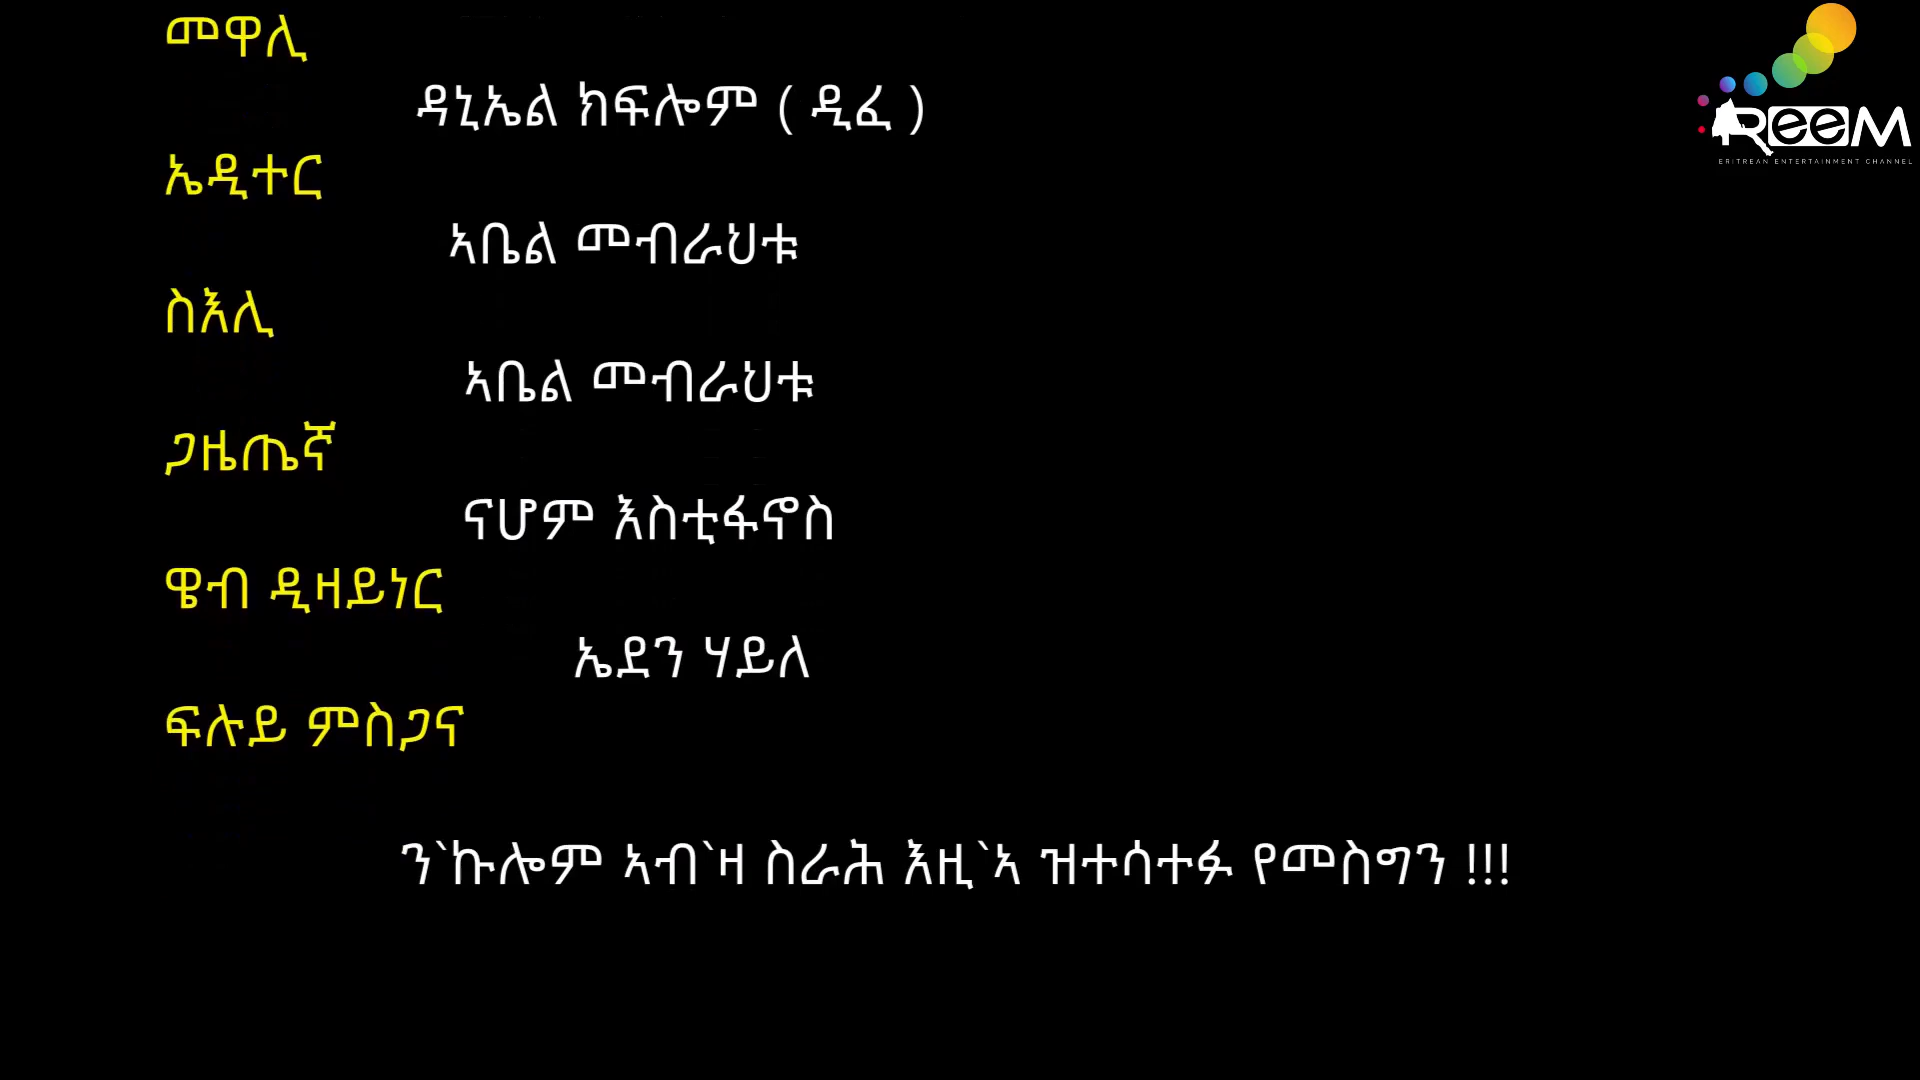 መዋሊ
ዳኒኤል ክፍሎም ( ዲፈ )
ኤዲተር
ኣቤል መብራህቱ
ስእሊ
ኣቤል መብራህቱ
ጋዜጤኛ
ናሆም እስቲፋኖስ
ዌብ ዲዛይነር
ኤደን ሃይለ
ፍሉይ ምስጋና
ን`ኩሎም ኣብ`ዛ ስራሕ እዚ`ኣ ዝተሳተፉ የመስግን !!!
REEM
ERITREAN ENTERTAINMENT CHANNEL